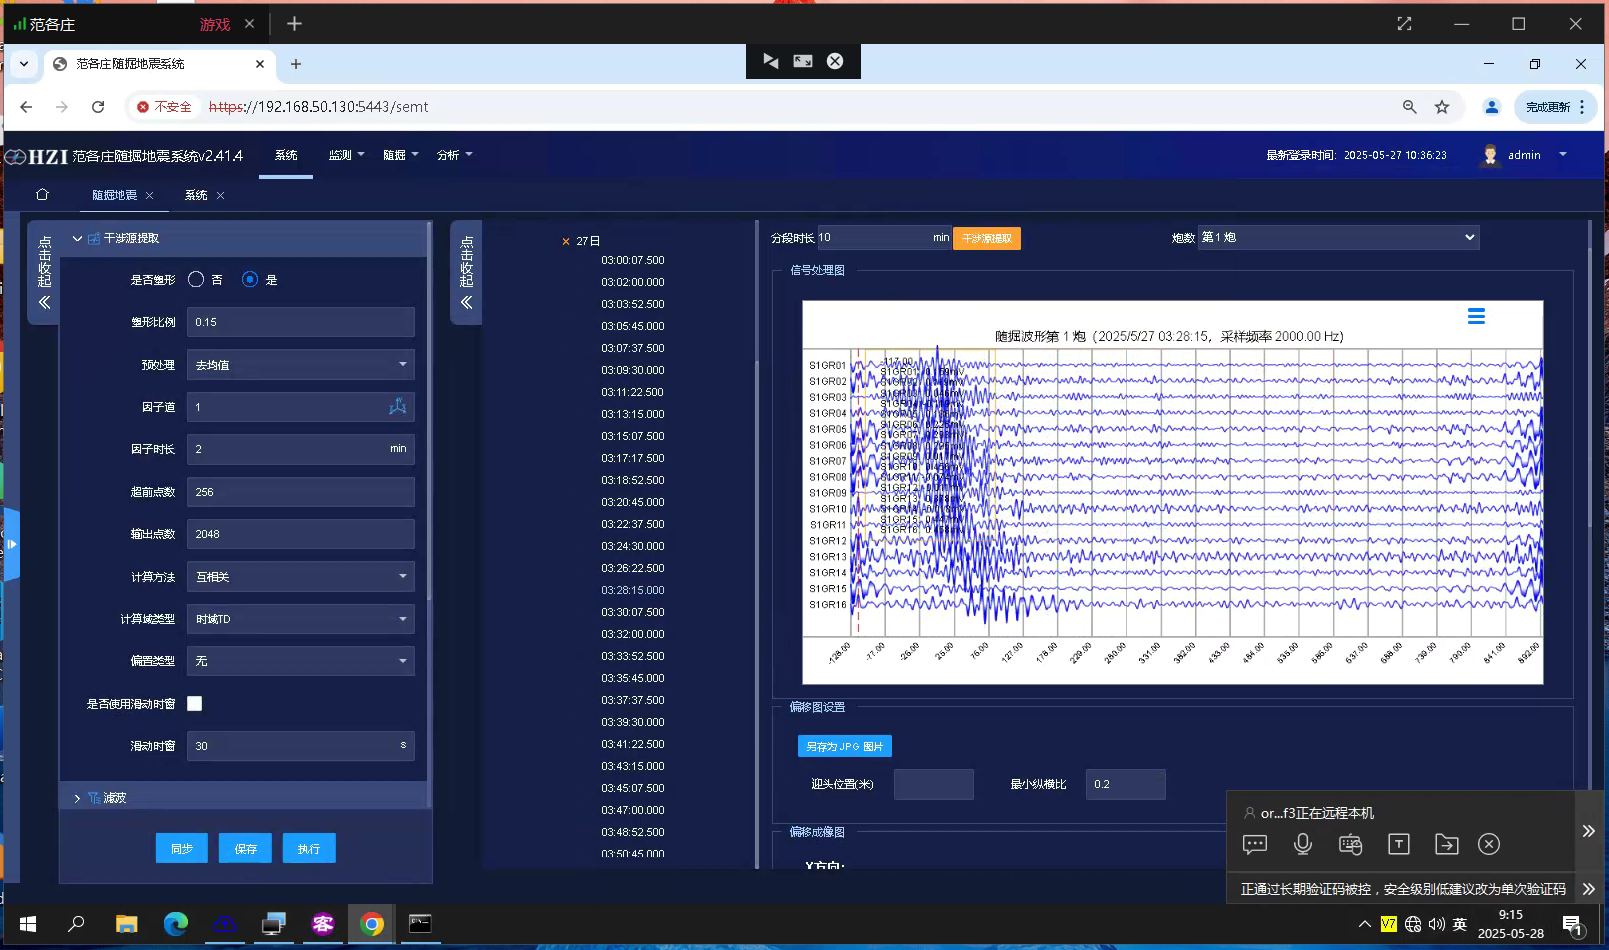 范各庄
游戏
范各庄随掘地震系统
不安全
https://192.168.50.130:5443/semt
完成更新
HZI 范各庄随掘地震系统v2.41.4
系统
监测
随掘
分析
最新登录时间: 2025-05-27 10:36:23
admin
随掘地震
系统
点击收起
干涉源提取
是否塑形
否
是
塑形比例
0.15
预处理
去均值
因子道
1
因子时长
2
min
超前点数
256
输出点数
2048
计算方法
互相关
计算域类型
时域TD
偏置类型
无
是否使用滑动时窗
滑动时窗
30
s
滤波
同步
保存
执行
点击收起
27日
03:00:07.500
03:02:00.000
03:03:52.500
03:05:45.000
03:07:37.500
03:09:30.000
03:11:22.500
03:13:15.000
03:15:07.500
03:17:17.500
03:18:52.500
03:20:45.000
03:22:37.500
03:24:30.000
03:26:22.500
03:28:15.000
03:30:07.500
03:32:00.000
03:33:52.500
03:35:45.000
03:37:37.500
03:39:30.000
03:41:22.500
03:43:15.000
03:45:07.500
03:47:00.000
03:48:52.500
03:50:45.000
分段时长
10
min
干涉源提取
炮数
第1 炮
信号处理图
随掘波形第 1 炮（2025/5/27 03:28:15，采样频率 2000.00 Hz）
S1GR01
S1GR02
S1GR03
S1GR04
S1GR05
S1GR06
S1GR07
S1GR08
S1GR09
S1GR10
S1GR11
S1GR12
S1GR13
S1GR14
S1GR15
S1GR16
-117.00
-128.00
-77.00
-26.00
25.00
76.00
127.00
178.00
229.00
280.00
331.00
382.00
433.00
484.00
535.00
586.00
637.00
688.00
739.00
790.00
841.00
892.00
偏移图设置
另存为 JPG 图片
迎头位置(米)
最小纵横比
0.2
偏移成像图
X方向:
or...f3正在远程本机
正通过长期验证码被控，安全级别低建议改为单次验证码
客
V7
英
9:15
2025-05-28
1